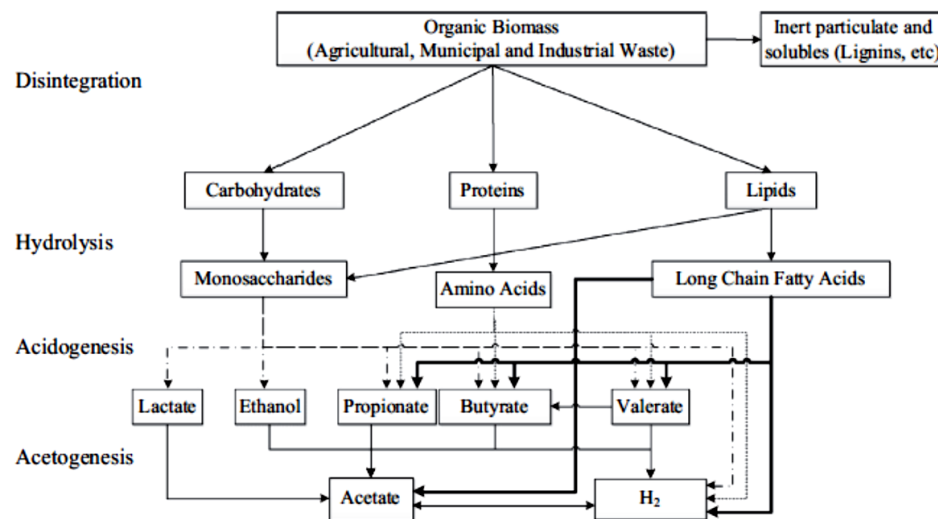 Organic Biomass
(Agricultural, Municipal and Industrial Waste)
Inert particulate and
solubles (Lignins, etc)
Disintegration
Carbohydrates
Proteins
Lipids
Hydrolysis
Monosaccharides
Amino Acids
Long Chain Fatty Acids
Acidogenesis
Lactate
Ethanol
Propionate
Butyrate
Valerate
Acetogenesis
Acetate
H₂